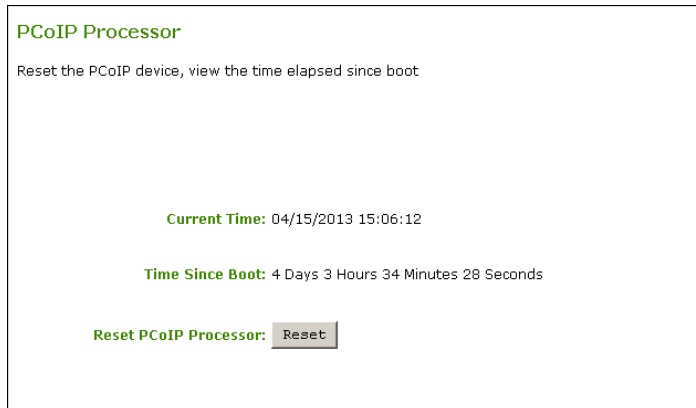 PCoIP Processor
Reset the PCoIP device, view the time elapsed since boot
Current Time: 04/15/2013 15:06:12
Time Since Boot: 4 Days 3 Hours 34 Minutes 28 Seconds
Reset PCoIP Processor: Reset